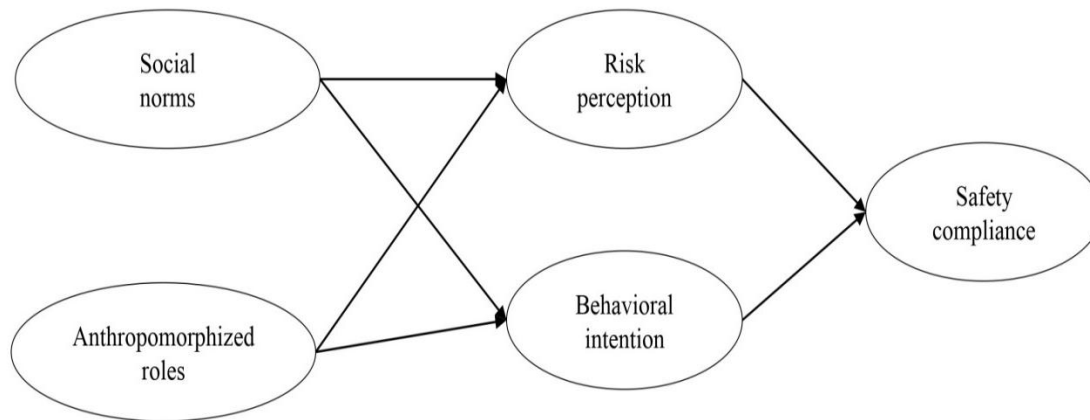 Social
norms
Risk
perception
Safety
compliance
Anthropomorphized
roles
Behavioral
intention